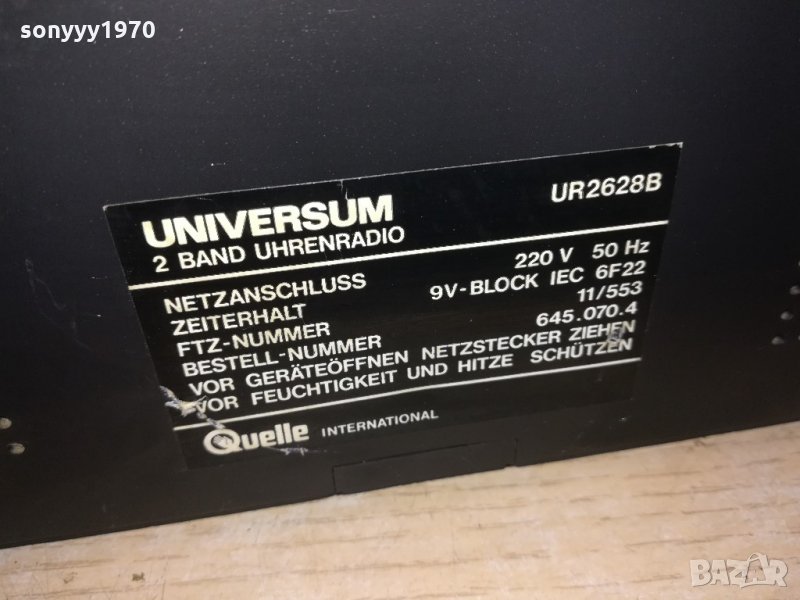 sonyyy1970
UNIVERSUM UR2628B
2 BAND UHRENRADIO
NETZANSCHLUSS 220 V 50 Hz
ZEITERHALT 9V-BLOCK IEC 6F22
FTZ-NUMMER 11/553
BESTELL-NUMMER 645.070.4
VOR GERÄTEÖFFNEN NETZSTECKER ZIEHEN
VOR FEUCHTIGKEIT UND HITZE SCHÜTZEN
Quelle INTERNATIONAL
BAZAR